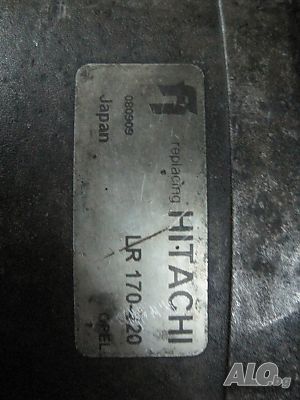 replacing HITACHI
LR 170-420
080909
Japan
OPEL
ALO.bg